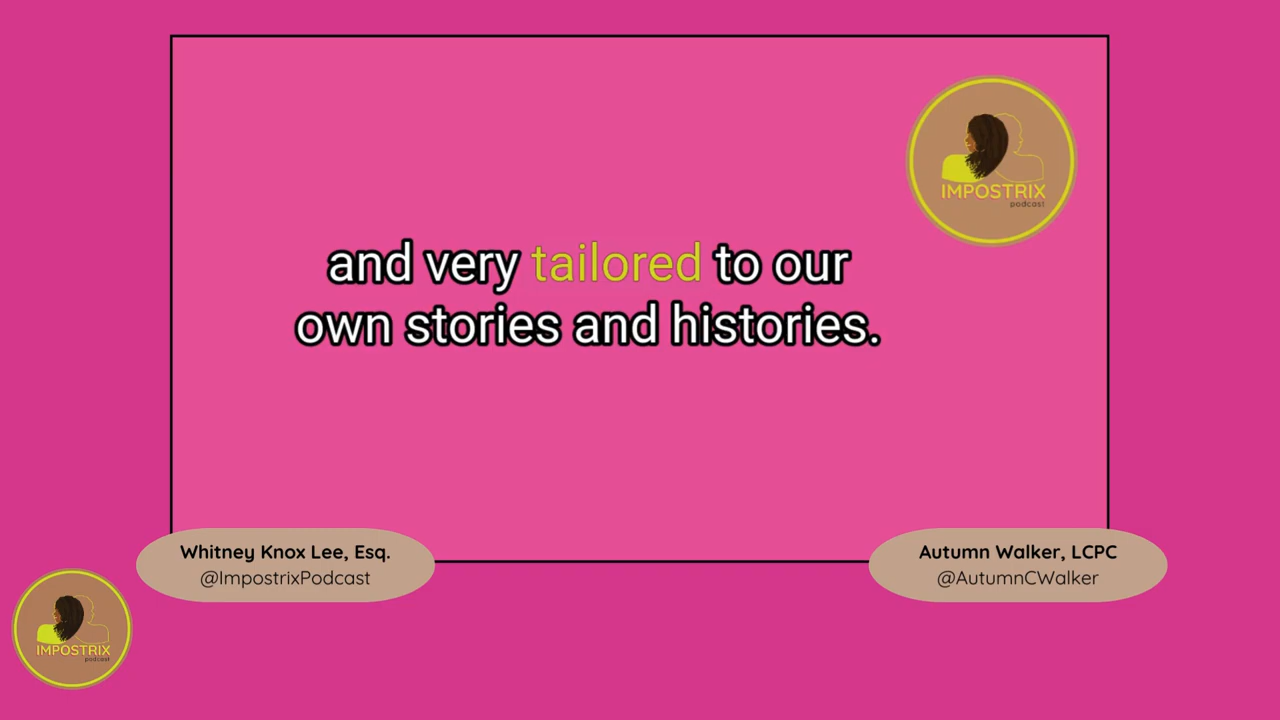 IMPOSTRIX
podcast
and very tailored to our
own stories and histories.
Whitney Knox Lee, Esq.
@ImpostrixPodcast
Autumn Walker, LCPC
@AutumnCWalker
IMPOSTRIX
podcast